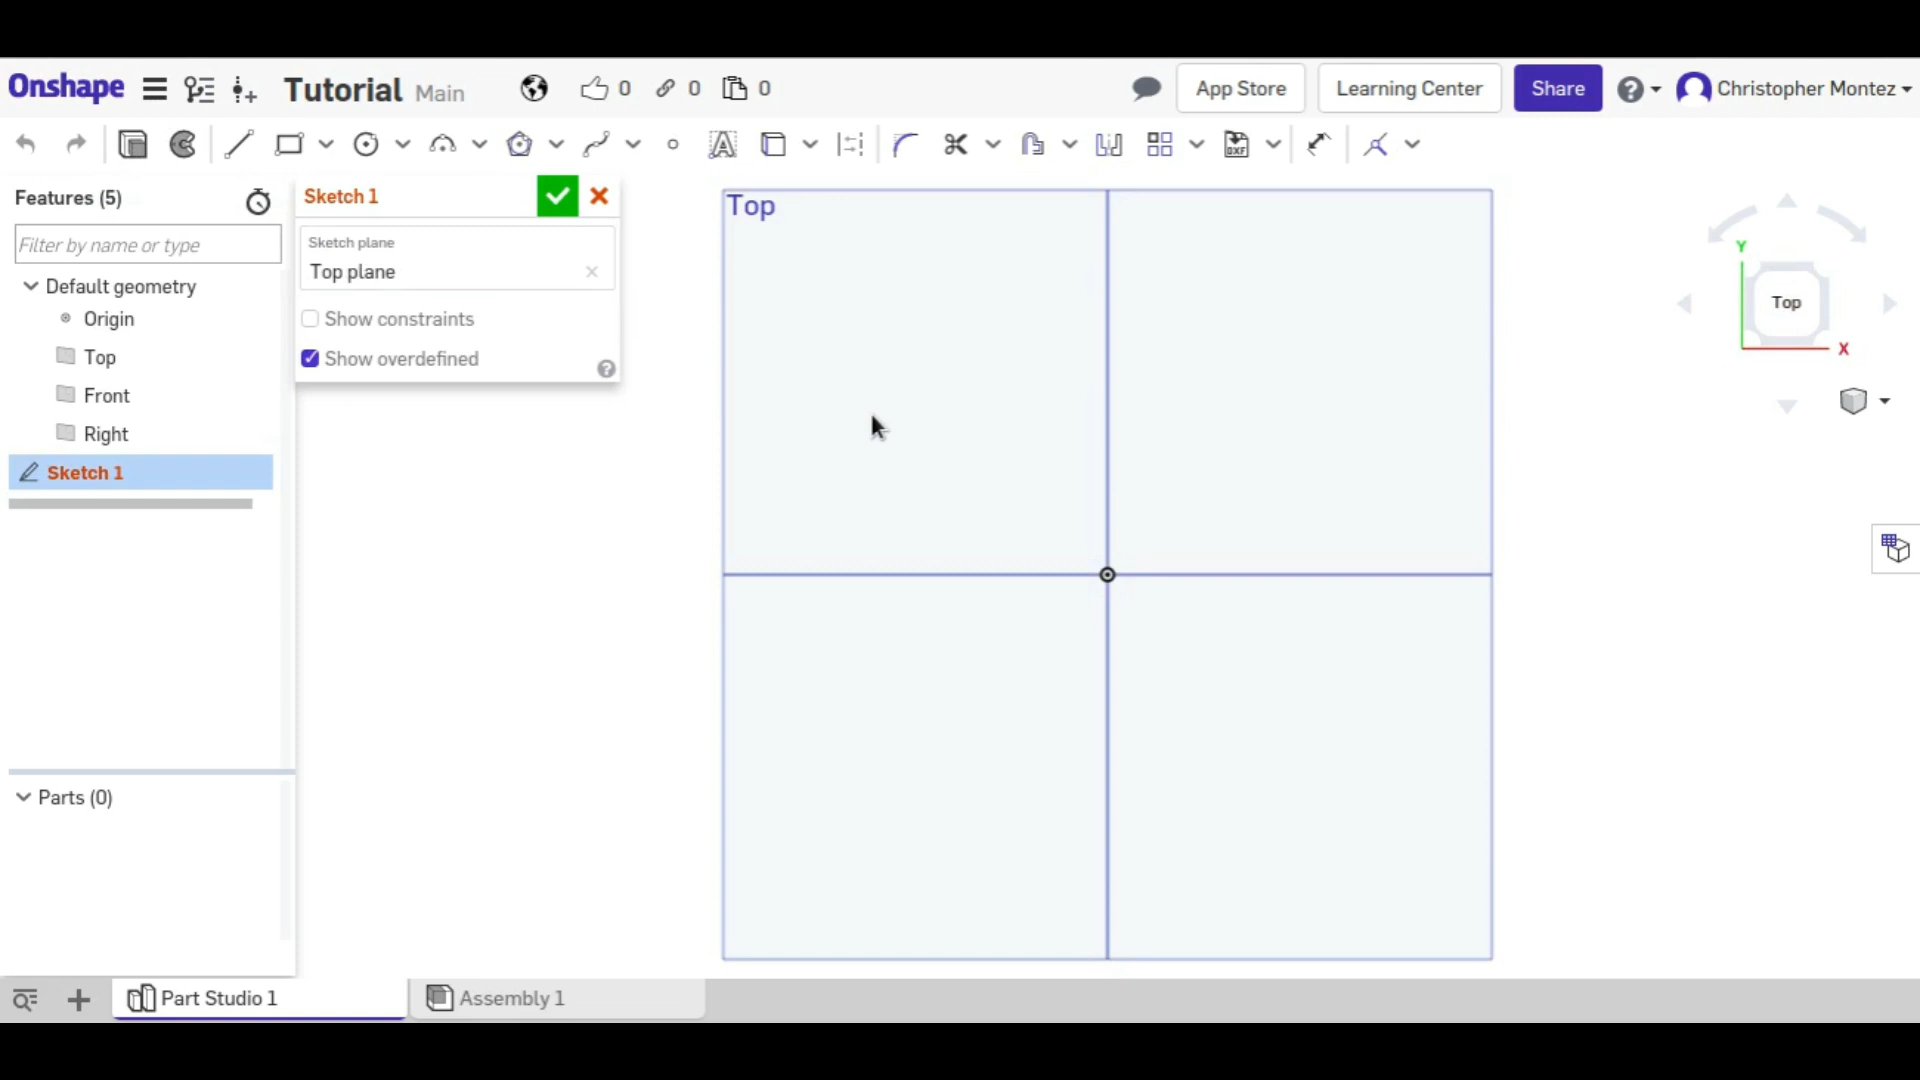 Onshape
Tutorial Main
0
0
0
App Store
Learning Center
Share
Christopher Montez
DXF
Features (5)
Filter by name or type
Default geometry
Origin
Top
Front
Right
Sketch 1
Parts (0)
Sketch 1
Sketch plane
Top plane
Show constraints
Show overdefined
Top
Y
Top
X
Part Studio 1
Assembly 1